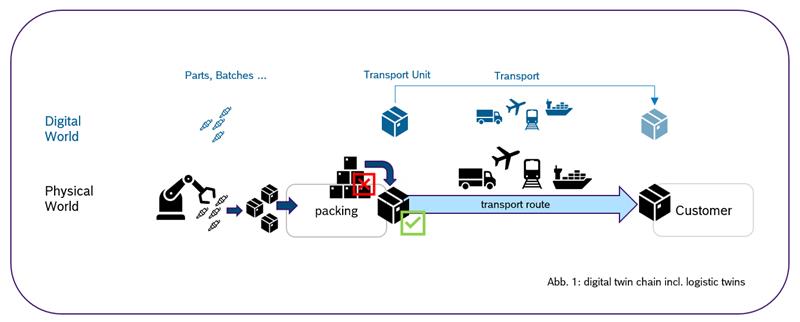 Parts, Batches ...
Transport Unit
Transport
Digital
World
Physical
World
packing
transport route
Customer
Abb. 1: digital twin chain incl. logistic twins